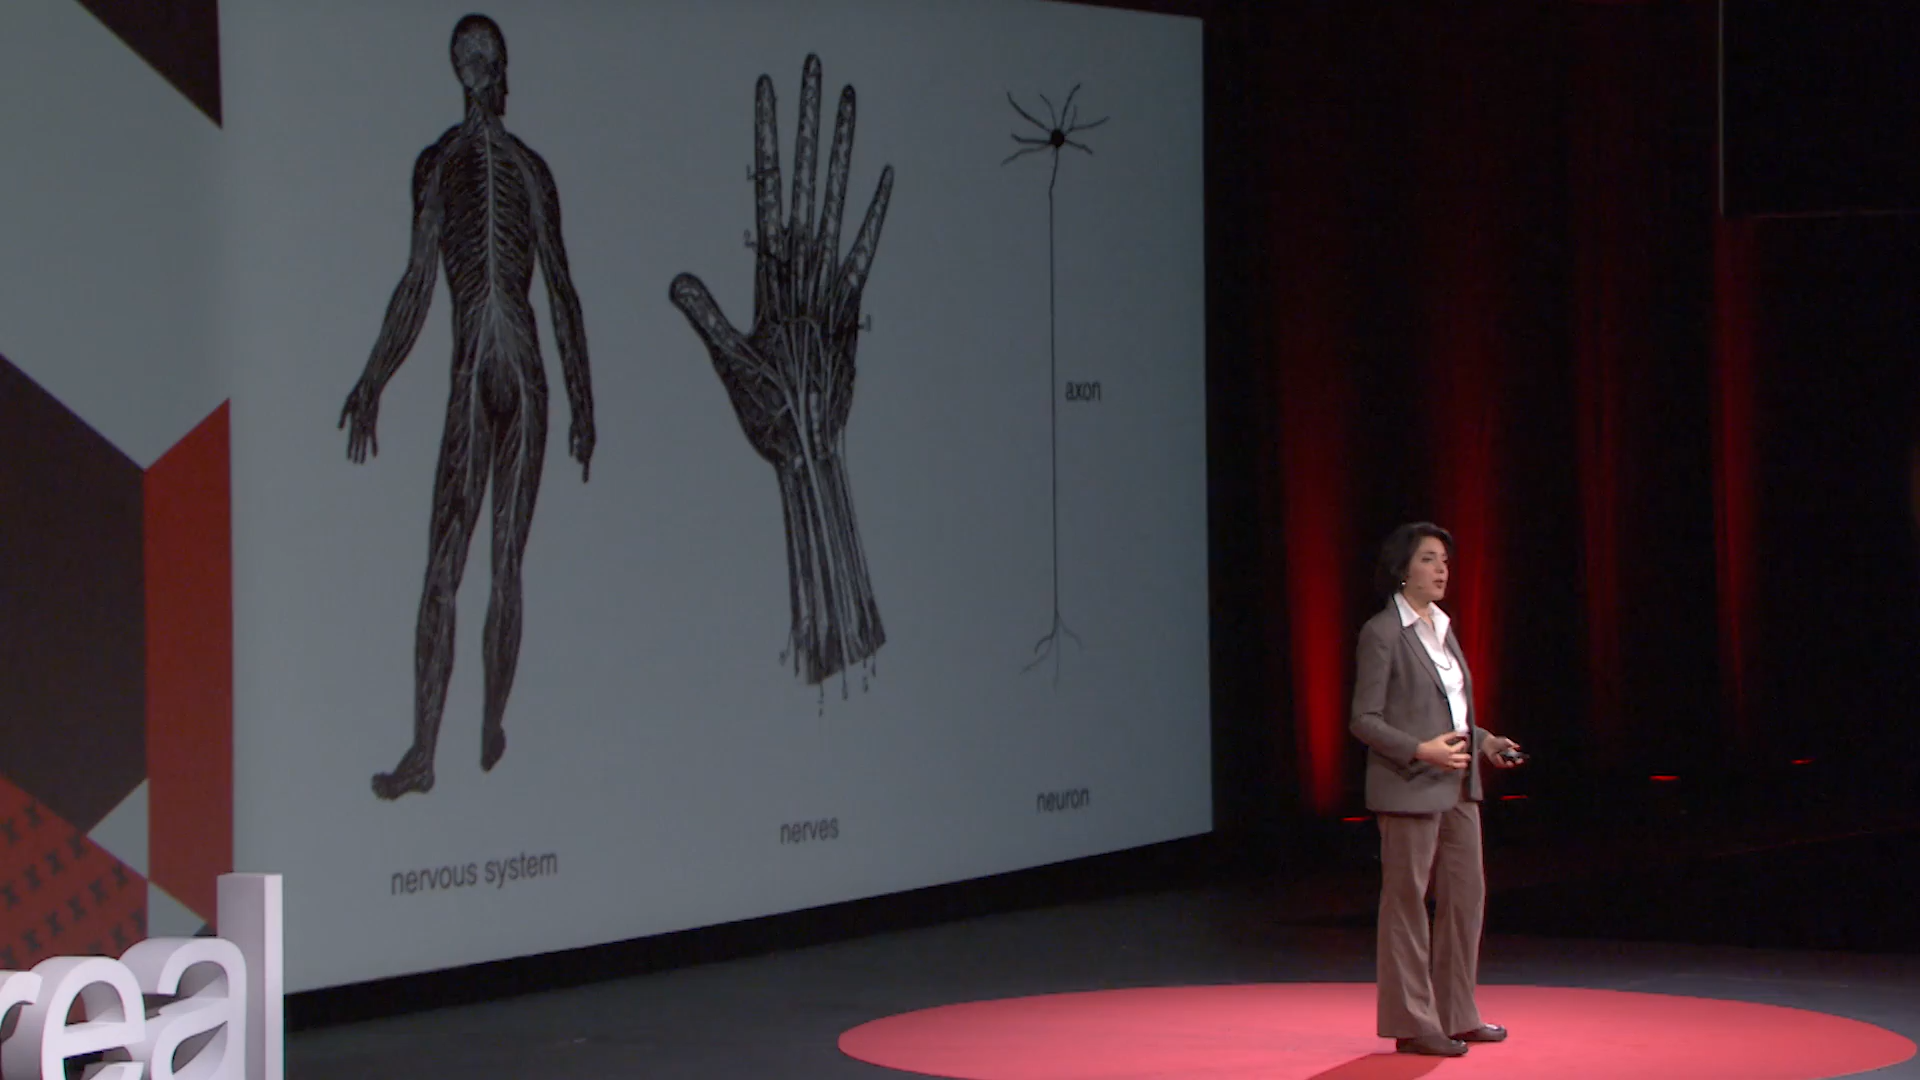 axon
neuron
nerves
nervous system
real